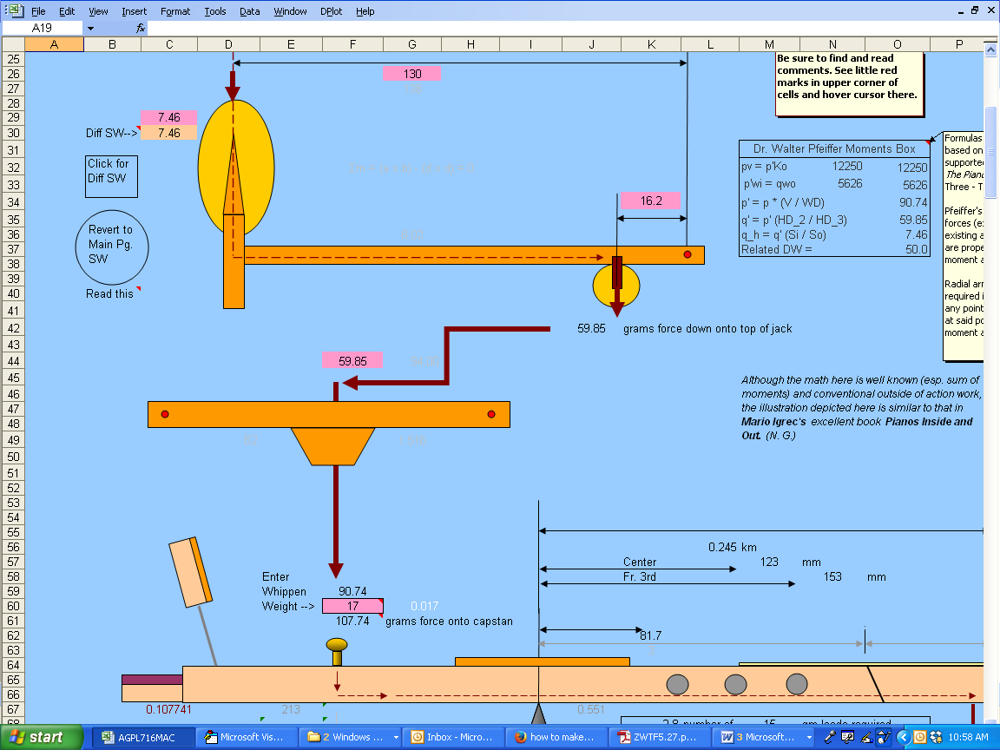 File Edit View Insert Format Tools Data Window DPlot Help
A19 fx
A B C D E F G H I J K L M N O P
25
26
27
28
29
30
31
32
33
34
35
36
37
38
39
40
41
42
43
44
45
46
47
48
49
50
51
52
53
54
55
56
57
58
59
60
61
62
63
64
65
66
67
68
Be sure to find and read
comments. See little red
marks in upper corner of
cells and hover cursor there.
130
7.46
Diff SW--> 7.46
Click for
Diff SW
Revert to
Main Pg.
SW
Read this
16.2
Dr. Walter Pfeiffer Moments Box
pv = p'Ko 12250 12250
p'wi = qwo 5626 5626
p' = p * (V / WD) 90.74
q' = p' (HD_2 / HD_3) 59.85
q_h = q' (Si / So) 7.46
Related DW = 50.0
Formulas
based on
supported
The Piano
Three - T
Pfeiffer's
forces (e
existing a
are prope
moment a
Radial arr
required i
any point
at said po
moment a
59.85 grams force down onto top of jack
59.85
Although the math here is well known (esp. sum of
moments) and conventional outside of action work,
the illustration depicted here is similar to that in
Mario Igrec's excellent book Pianos Inside and
Out. (N. G.)
0.245 km
Center 123 mm
Fr. 3rd 153 mm
Enter
Whippen 90.74
Weight --> 17 0.017
107.74 grams force onto capstan
81.7
0.107741 213 0.551
2.8 number of 15 gm leads required
start AGPL716MAC Microsoft Vis... 2 Windows ... Inbox - Micro... how to make... ZWTF5.27.p... 3 Microsoft... 10:58 AM